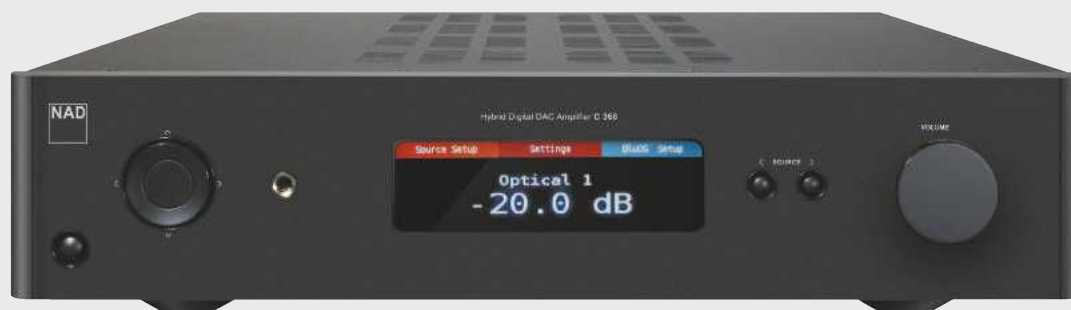 NAD
Hybrid Digital DAC Amplifier C 368
VOLUME
Source Setup Settings BluOS Setup
< SOURCE >
Optical 1
-20.0 dB